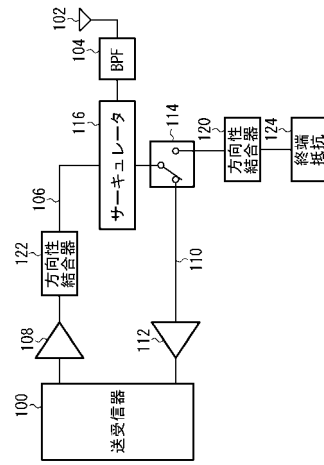 102
104
BPF
116
サーキュレータ
114
106
122
方向性
結合器
120
方向性
結合器
124
終端
抵抗
108
110
112
100
送受信器